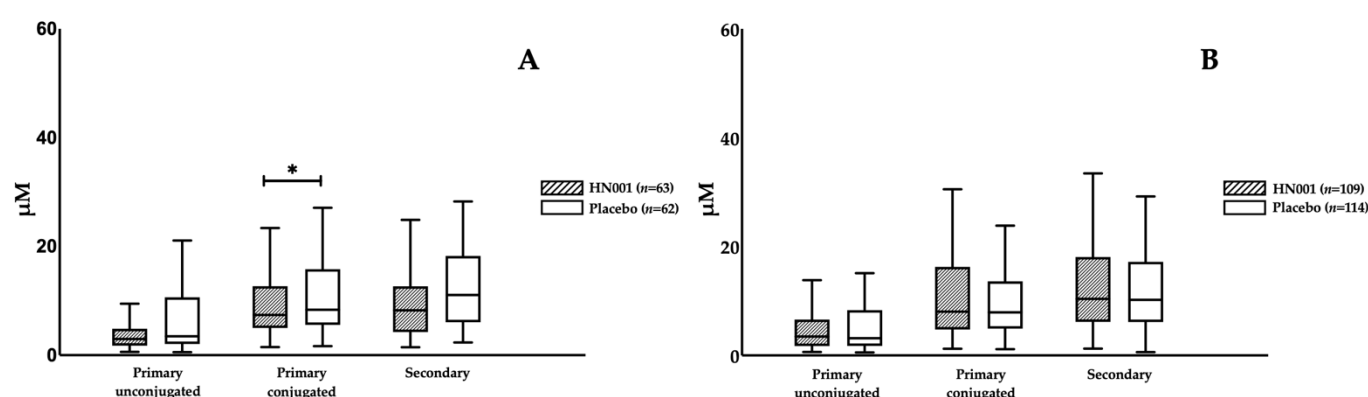 A
60
40
20
0
µM
*
HN001 (n=63)
Placebo (n=62)
Primary
unconjugated
Primary
conjugated
Secondary
B
60
40
20
0
µM
HN001 (n=109)
Placebo (n=114)
Primary
unconjugated
Primary
conjugated
Secondary